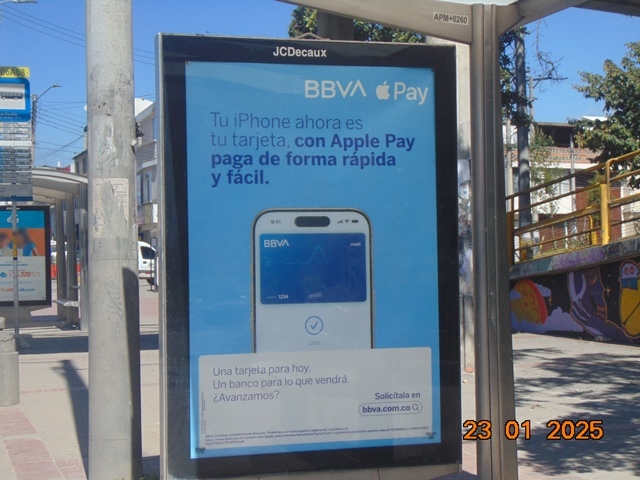 APM+0260
JCDecaux
BBVA Pay
Tu iPhone ahora es
tu tarjeta, con Apple Pay
paga de forma rápida
y fácil.
BBVA
1234
Una tarjeta para hoy.
Un banco para lo que vendrá.
¿Avanzamos?
Solicítala en
bbva.com.co
23 01 2025